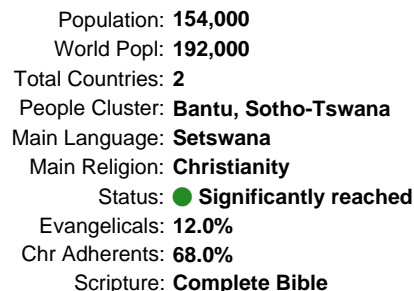 Population: 154,000
World Popl: 192,000
Total Countries: 2
People Cluster: Bantu, Sotho-Tswana
Main Language: Setswana
Main Religion: Christianity
Status: Significantly reached
Evangelicals: 12.0%
Chr Adherents: 68.0%
Scripture: Complete Bible